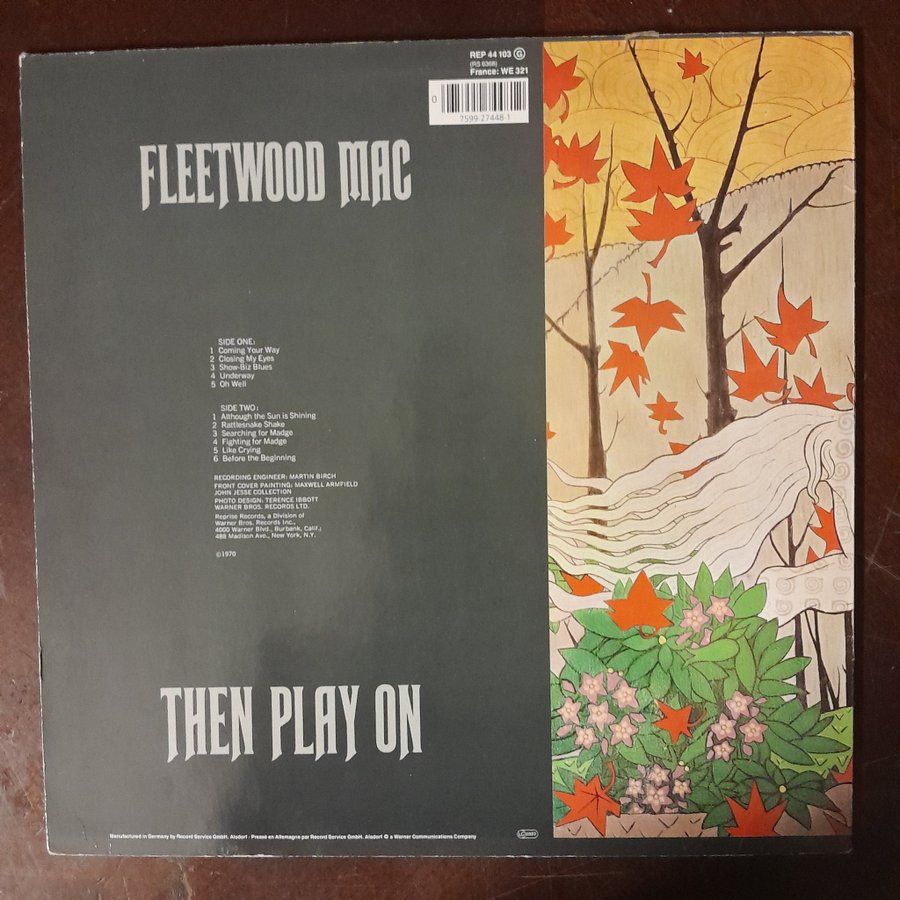 REP 44 103 G
(RS 6368)
France: WE 321
0
7599-27448-1
FLEETWOOD MAC
SIDE ONE:
1 Coming Your Way
2 Closing My Eyes
3 Show-Biz Blues
4 Underway
5 Oh Well
SIDE TWO:
1 Although the Sun is Shining
2 Rattlesnake Shake
3 Searching for Madge
4 Fighting for Madge
5 Like Crying
6 Before the Beginning
RECORDING ENGINEER: MARTIN BIRCH
FRONT COVER PAINTING: MAXWELL ARMFIELD
JOHN JESSE COLLECTION
PHOTO DESIGN: TERENCE IBBOTT
WARNER BROS. RECORDS LTD.
Reprise Records, a Division of
Warner Bros. Records Inc.,
4000 Warner Blvd., Burbank, Calif.;
488 Madison Ave., New York, N.Y.
©1970
THEN PLAY ON
Manufactured in Germany by Record Service GmbH, Alsdorf · Pressé en Allemagne par Record Service GmbH, Alsdorf © a Warner Communications Company